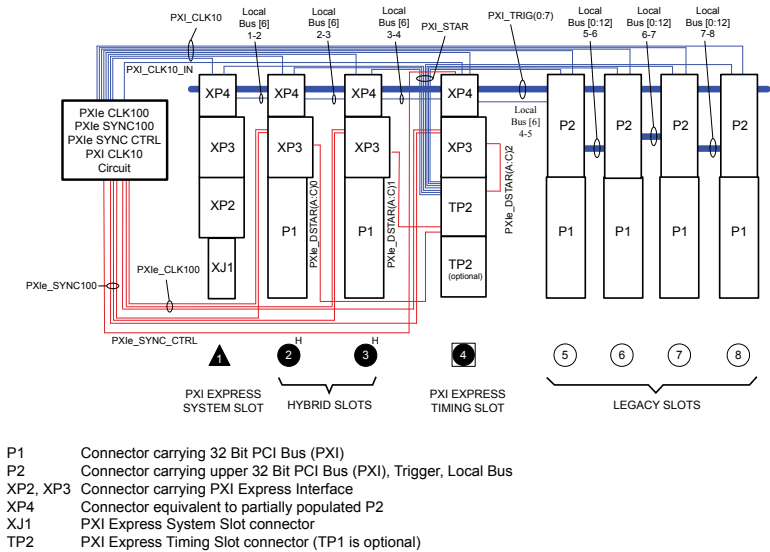 PXI_CLK10
Local
Bus [6]
1-2
Local
Bus [6]
2-3
Local
Bus [6]
3-4
PXI_STAR
PXI_TRIG(0:7)
Local
Bus [0:12]
5-6
Local
Bus [0:12]
6-7
Local
Bus [0:12]
7-8
PXI_CLK10_IN
XP4
XP4
XP4
XP4
Local
Bus [6]
4-5
P2
P2
P2
P2
PXIe CLK100
PXIe SYNC100
PXIe SYNC CTRL
PXI CLK10
Circuit
XP3
XP3
XP3
XP3
XP2
P1
PXIe_DSTAR(A:C)0
P1
PXIe_DSTAR(A:C)1
TP2
PXIe_DSTAR(A:C)2
P1
P1
P1
P1
XJ1
TP2
(optional)
PXIe_SYNC100
PXIe_CLK100
PXIe_SYNC_CTRL
1
2
H
3
H
4
5
6
7
8
PXI EXPRESS
SYSTEM SLOT
HYBRID SLOTS
PXI EXPRESS
TIMING SLOT
LEGACY SLOTS
P1 Connector carrying 32 Bit PCI Bus (PXI)
P2 Connector carrying upper 32 Bit PCI Bus (PXI), Trigger, Local Bus
XP2, XP3 Connector carrying PXI Express Interface
XP4 Connector equivalent to partially populated P2
XJ1 PXI Express System Slot connector
TP2 PXI Express Timing Slot connector (TP1 is optional)